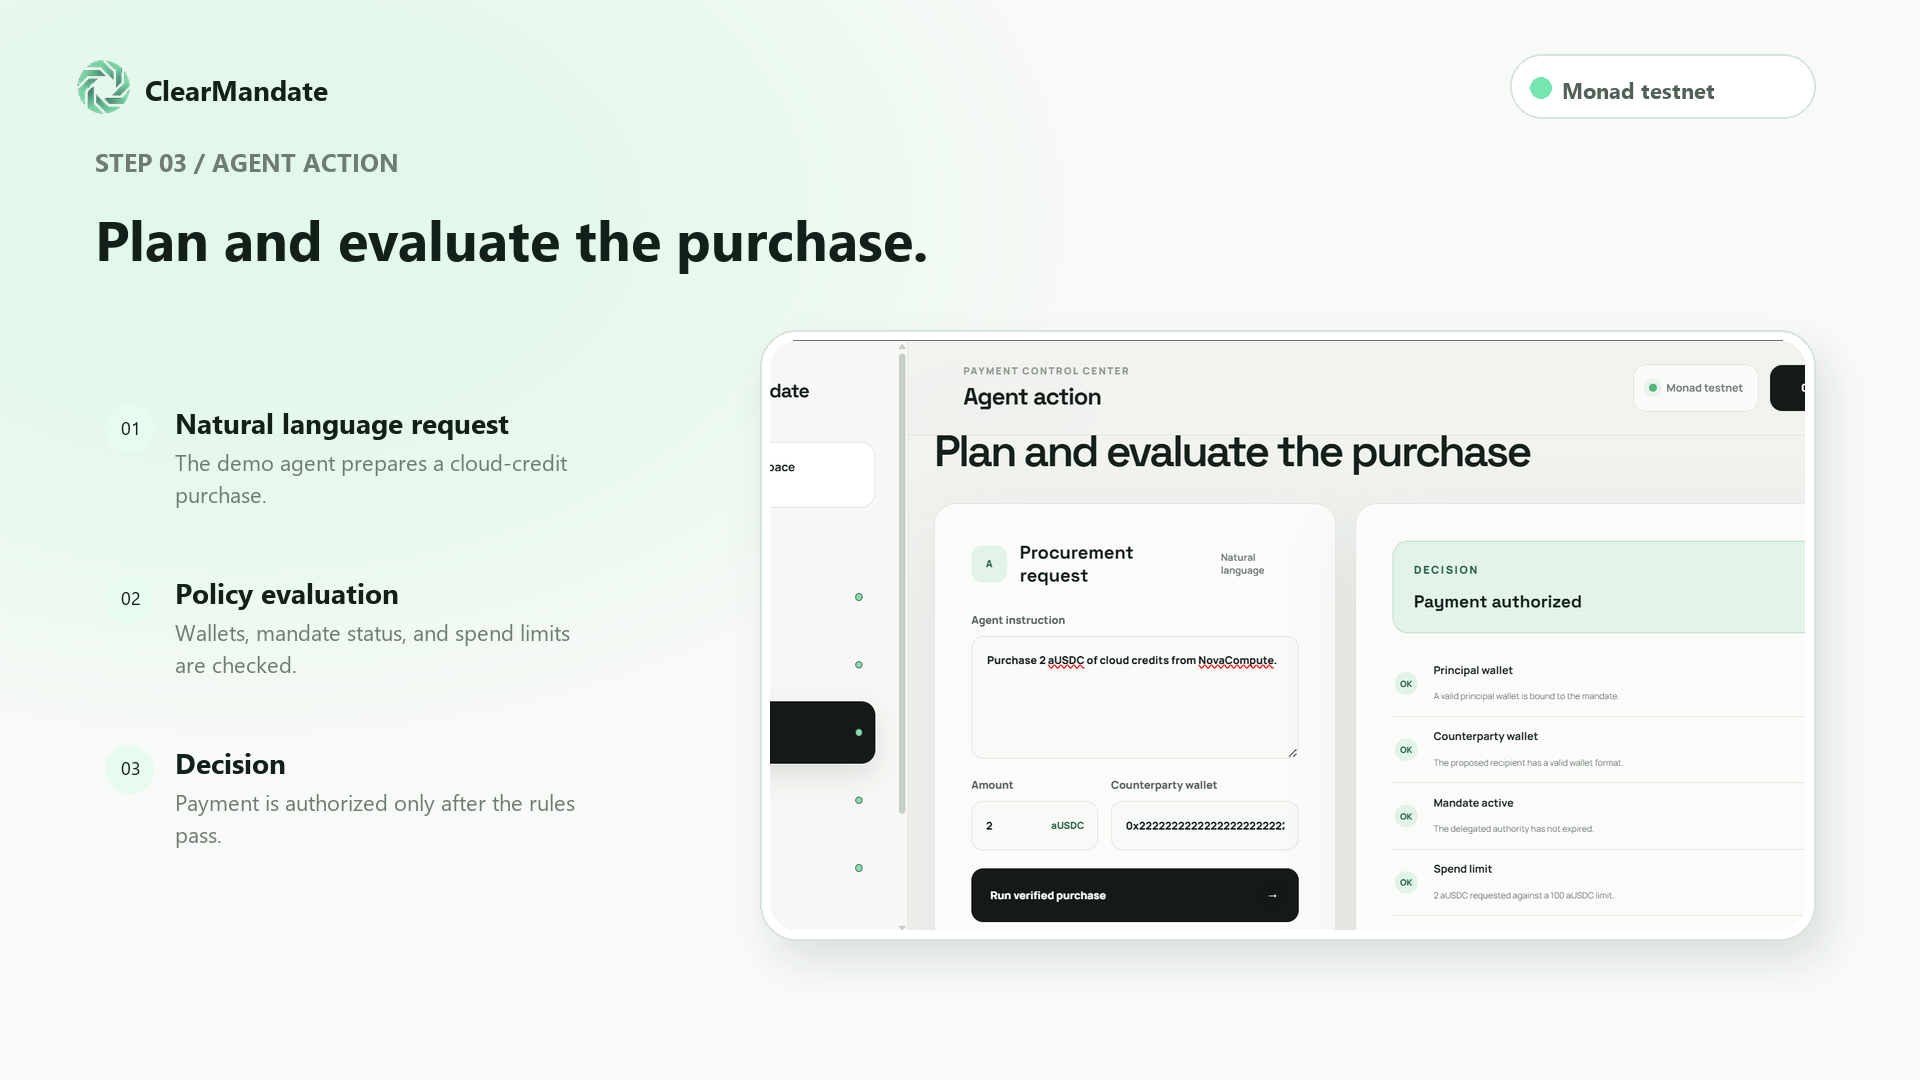 ClearMandate
Monad testnet
STEP 03 / AGENT ACTION
Plan and evaluate the purchase.
01
Natural language request
The demo agent prepares a cloud-credit
purchase.
02
Policy evaluation
Wallets, mandate status, and spend limits
are checked.
03
Decision
Payment is authorized only after the rules
pass.
date
pace
PAYMENT CONTROL CENTER
Agent action
Monad testnet
Plan and evaluate the purchase
A
Procurement
request
Natural
language
Agent instruction
Purchase 2 aUSDC of cloud credits from NovaCompute.
Amount
Counterparty wallet
2
aUSDC
Run verified purchase →
DECISION
Payment authorized
OK
Principal wallet
A valid principal wallet is bound to the mandate.
OK
Counterparty wallet
The proposed recipient has a valid wallet format.
OK
Mandate active
The delegated authority has not expired.
OK
Spend limit
2 aUSDC requested against a 100 aUSDC limit.